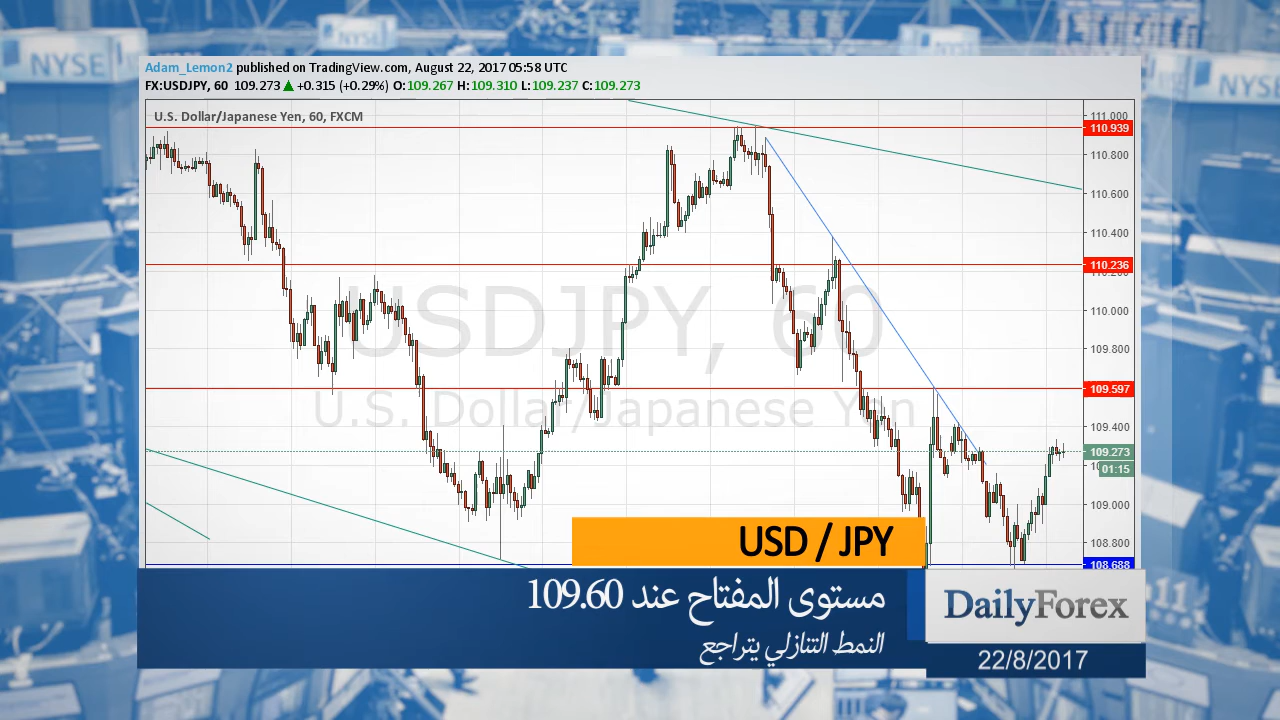 NYSE
NYSE
NYSE
Adam_Lemon2 published on TradingView.com, August 22, 2017 05:58 UTC
FX:USDJPY, 60 109.273 ▲ +0.315 (+0.29%) O:109.267 H:109.310 L:109.237 C:109.273
U.S. Dollar/Japanese Yen, 60, FXCM
111.000
110.939
110.800
110.600
110.400
110.236
110.200
110.000
109.800
109.597
109.400
109.273
01:15
109.000
108.800
108.688
USDJPY, 60
U.S. Dollar/Japanese Yen
USD / JPY
مستوى المفتاح عند 109.60
النمط التنازلي يتراجع
DailyForex
22/8/2017